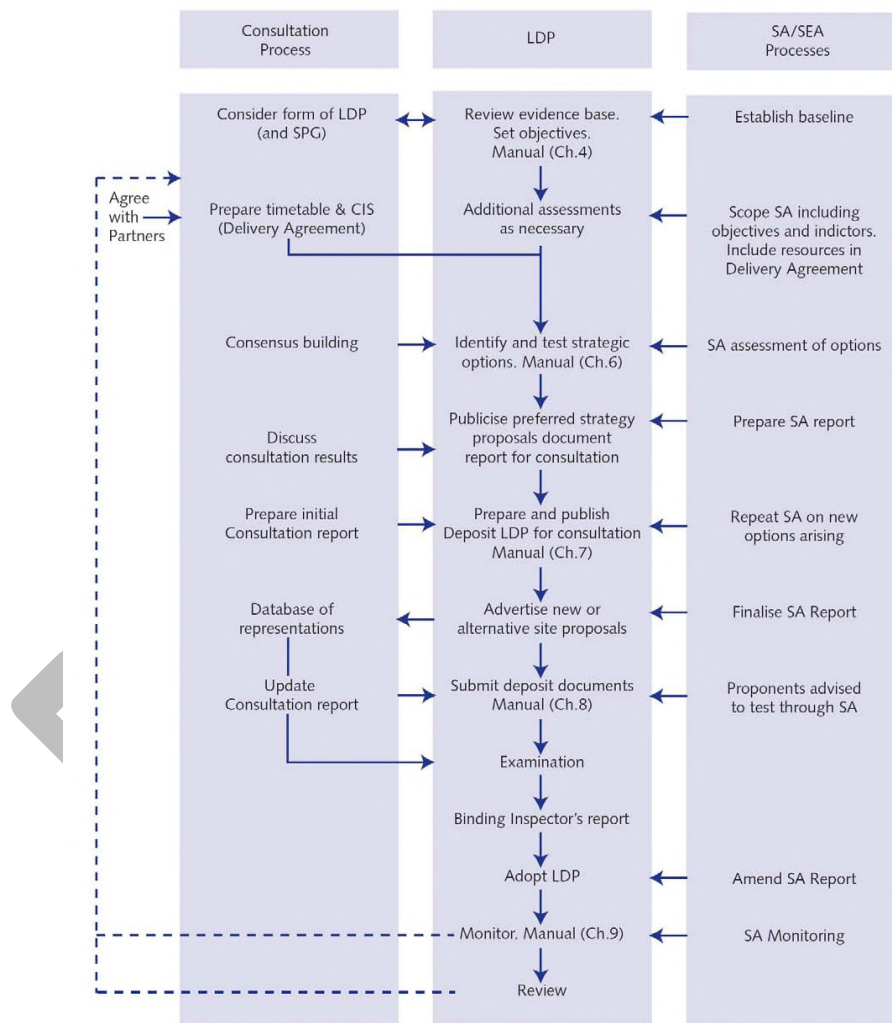 Consultation
Process
LDP
SA/SEA
Processes
Consider form of LDP
(and SPG)
Review evidence base.
Set objectives.
Manual (Ch.4)
Establish baseline
Agree
with
Partners
Prepare timetable & CIS
(Delivery Agreement)
Additional assessments
as necessary
Scope SA including
objectives and indictors.
Include resources in
Delivery Agreement
Consensus building
Identify and test strategic
options. Manual (Ch.6)
SA assessment of options
Discuss
consultation results
Publicise preferred strategy
proposals document
report for consultation
Prepare SA report
Prepare initial
Consultation report
Prepare and publish
Deposit LDP for consultation
Manual (Ch.7)
Repeat SA on new
options arising
Database of
representations
Advertise new or
alternative site proposals
Finalise SA Report
Update
Consultation report
Submit deposit documents
Manual (Ch.8)
Proponents advised
to test through SA
Examination
Binding Inspector's report
Adopt LDP
Amend SA Report
Monitor. Manual (Ch.9)
SA Monitoring
Review